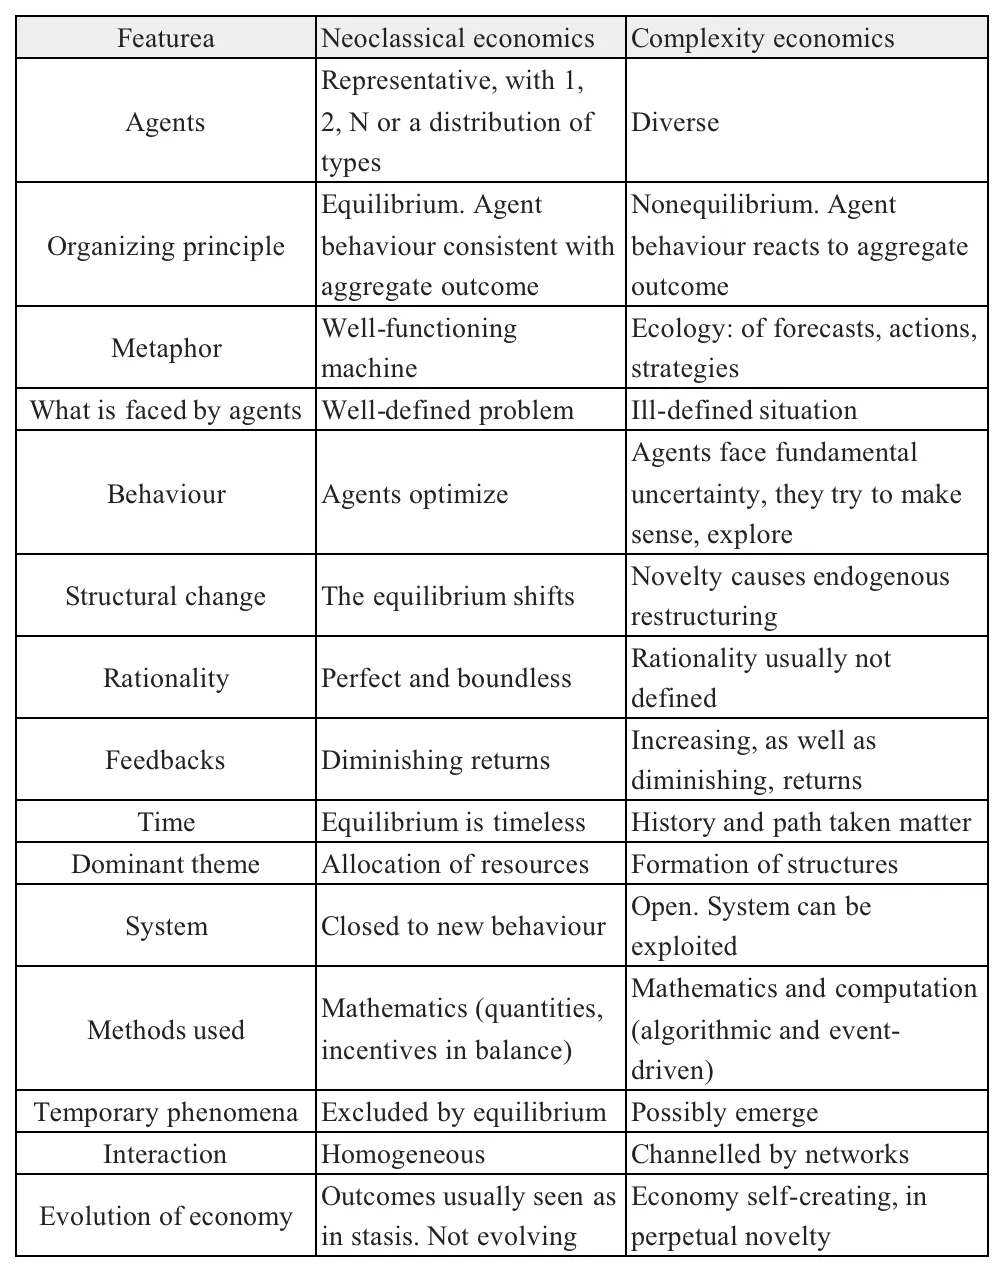 Featurea
Neoclassical economics
Complexity economics
Agents
Representative, with 1,
2, N or a distribution of
types
Diverse
Organizing principle
Equilibrium. Agent
behaviour consistent with
aggregate outcome
Nonequilibrium. Agent
behaviour reacts to aggregate
outcome
Metaphor
Well-functioning
machine
Ecology: of forecasts, actions,
strategies
What is faced by agents
Well-defined problem
Ill-defined situation
Behaviour
Agents optimize
Agents face fundamental
uncertainty, they try to make
sense, explore
Structural change
The equilibrium shifts
Novelty causes endogenous
restructuring
Rationality
Perfect and boundless
Rationality usually not
defined
Feedbacks
Diminishing returns
Increasing, as well as
diminishing, returns
Time
Equilibrium is timeless
History and path taken matter
Dominant theme
Allocation of resources
Formation of structures
System
Closed to new behaviour
Open. System can be
exploited
Methods used
Mathematics (quantities,
incentives in balance)
Mathematics and computation
(algorithmic and event-
driven)
Temporary phenomena
Excluded by equilibrium
Possibly emerge
Interaction
Homogeneous
Channelled by networks
Evolution of economy
Outcomes usually seen as
in stasis. Not evolving
Economy self-creating, in
perpetual novelty